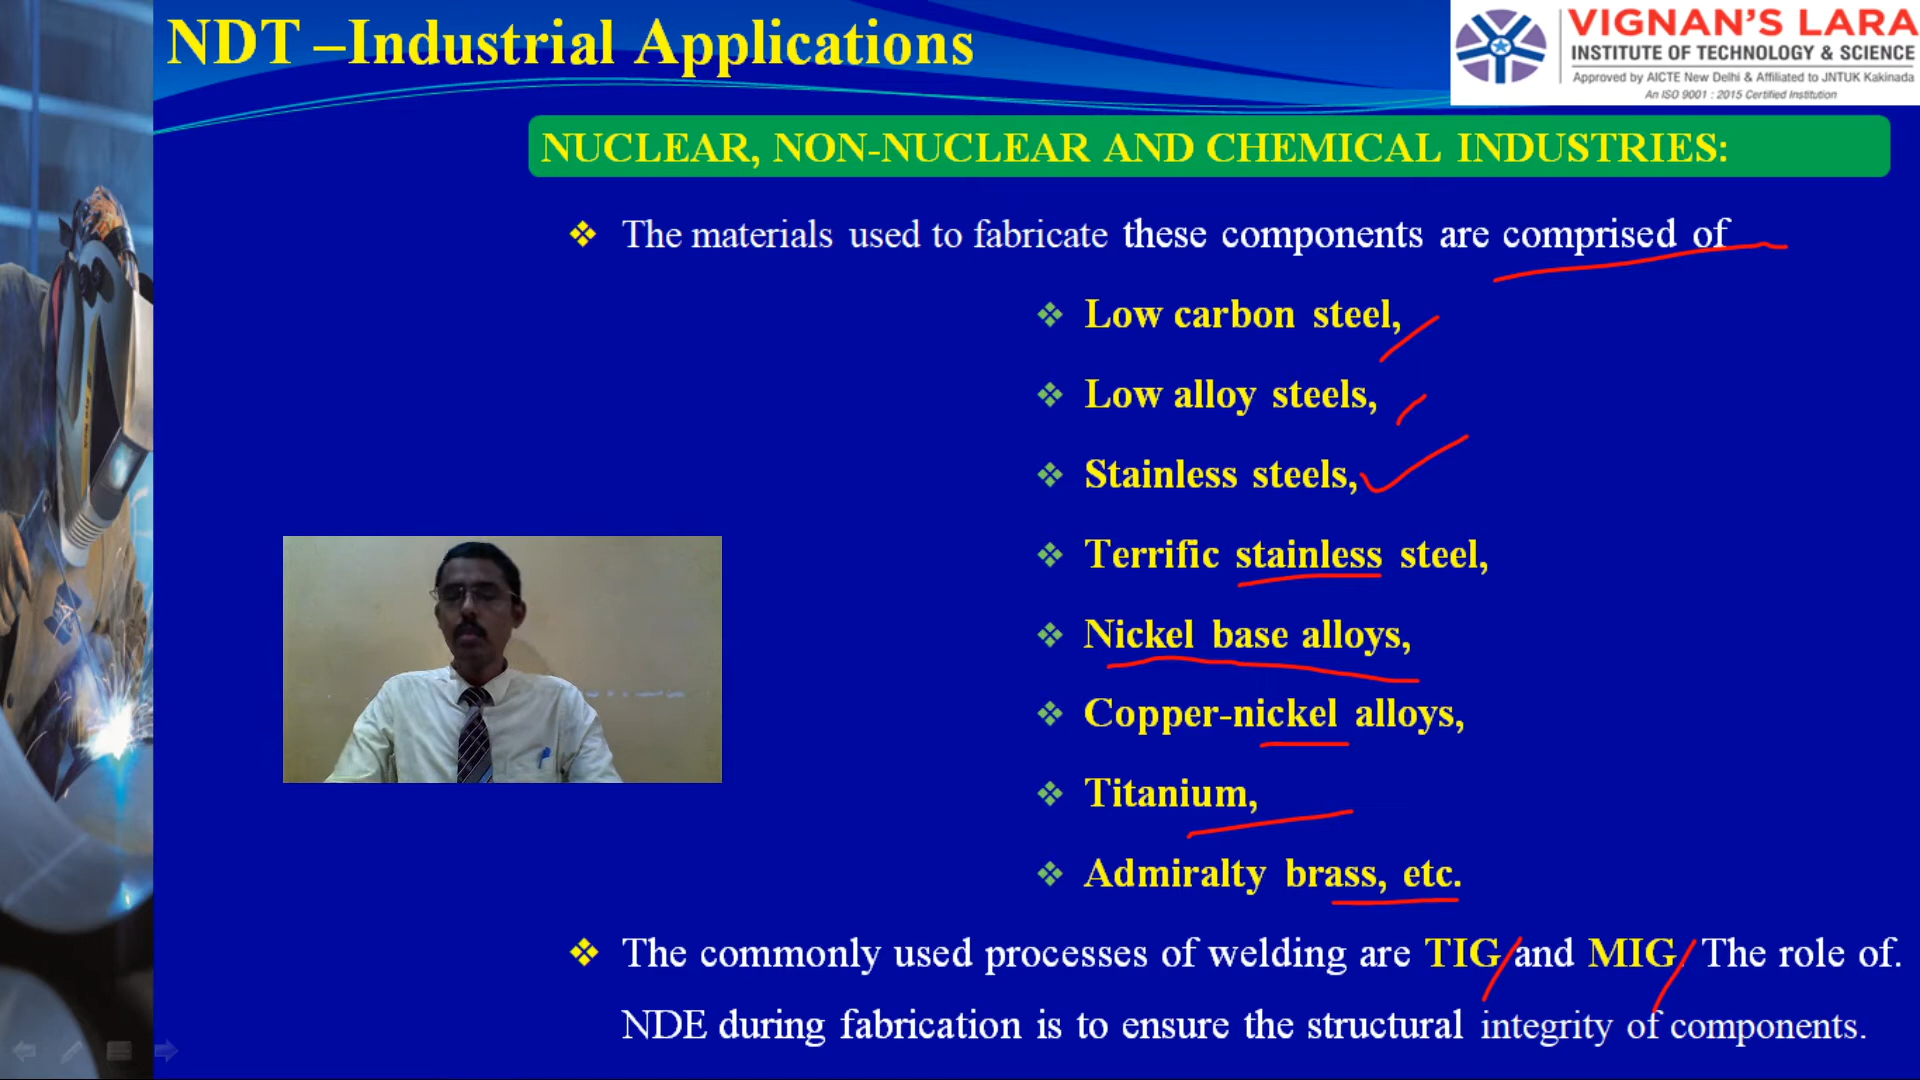 NDT –Industrial Applications
VIGNAN'S LARA
INSTITUTE OF TECHNOLOGY & SCIENCE
Approved by AICTE New Delhi & Affiliated to JNTUK Kakinada
An ISO 9001 : 2015 Certified Institution
NUCLEAR, NON-NUCLEAR AND CHEMICAL INDUSTRIES:
The materials used to fabricate these components are comprised of
Low carbon steel,
Low alloy steels,
Stainless steels,
Terrific stainless steel,
Nickel base alloys,
Copper-nickel alloys,
Titanium,
Admiralty brass, etc.
The commonly used processes of welding are TIG and MIG. The role of.
NDE during fabrication is to ensure the structural integrity of components.